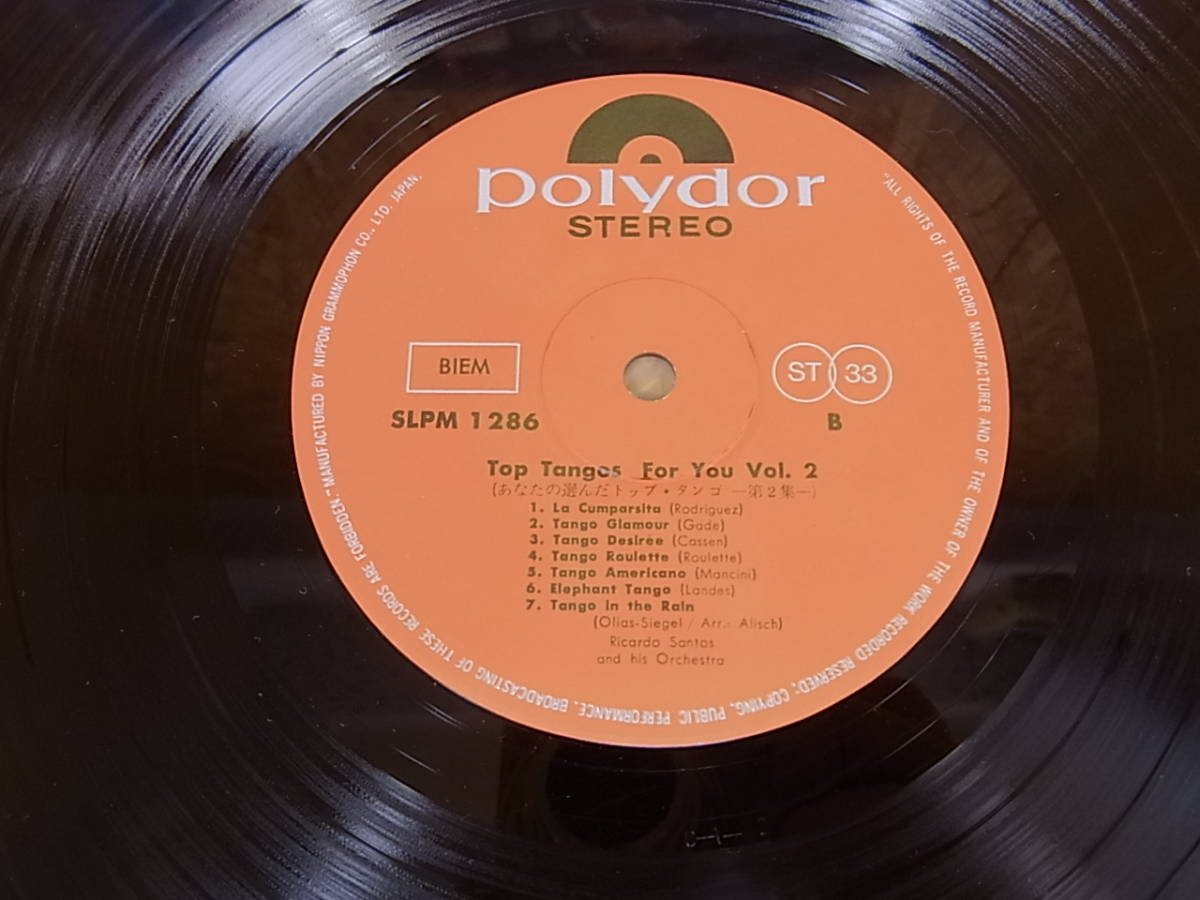 polydor
STEREO
BIEM
ST 33
SLPM 1286
B
Top Tangos For You Vol. 2
(あなたの選んだトップ・タンゴ —第2集—)
1. La Cumparsita (Rodriguez)
2. Tango Glamour (Gade)
3. Tango Desirée (Cassen)
4. Tango Roulette (Roulette)
5. Tango Americano (Mancini)
6. Elephant Tango (Landes)
7. Tango in the Rain
(Olias-Siegel / Arr.: Alisch)
Ricardo Santos
and his Orchestra
"ALL RIGHTS OF THE RECORD MANUFACTURER AND OF THE OWNER OF THE WORK RECORDED RESERVED; COPYING, PUBLIC PERFORMANCE, BROADCASTING OF THESE RECORDS ARE FORBIDDEN." MANUFACTURED BY NIPPON GRAMMOPHON CO., LTD. JAPAN.